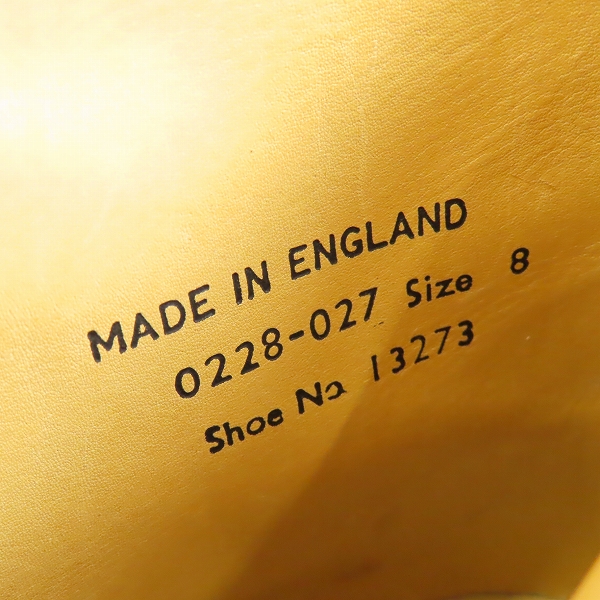 MADE IN ENGLAND
0228-027 Size 8
Shoe No 13273